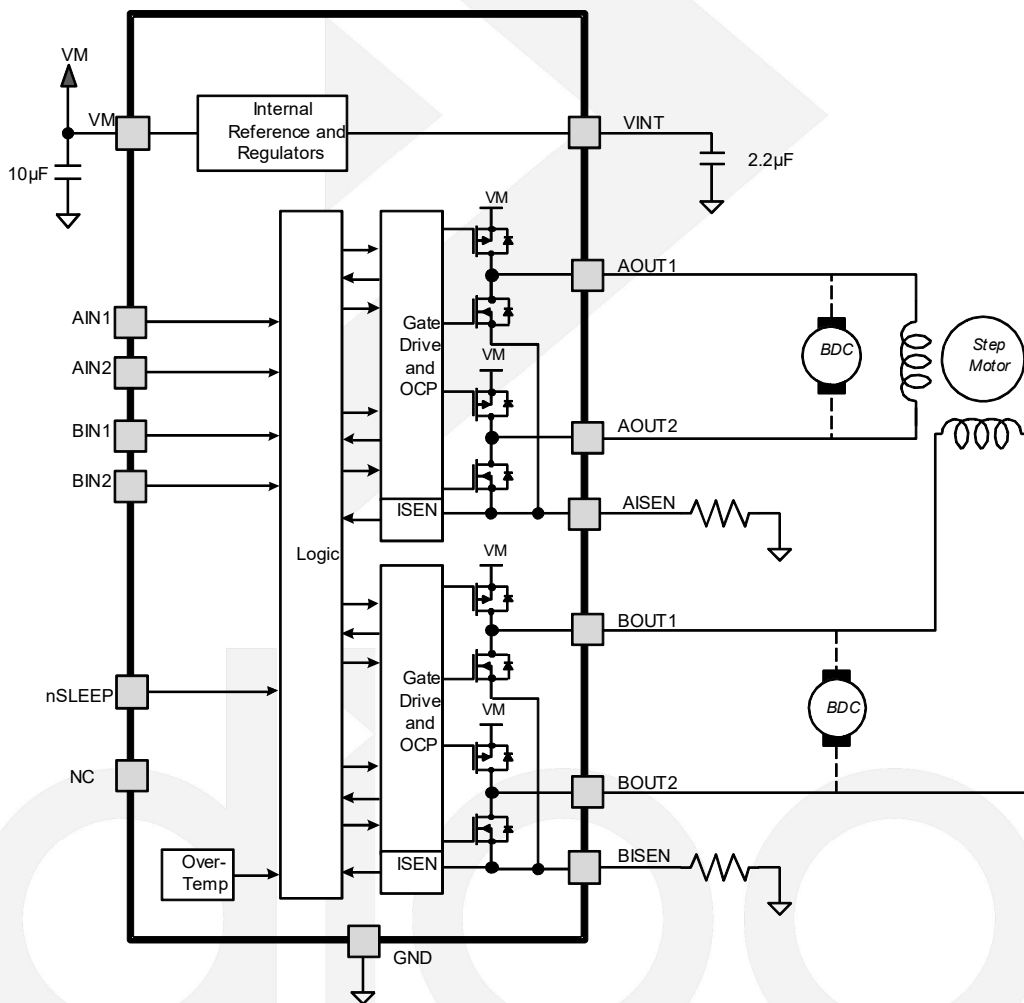 VM
VM
Internal
Reference and
Regulators
VINT
10µF
2.2µF
VM
AOUT1
AIN1
Gate
Drive
and
OCP
BDC
Step
Motor
AIN2
VM
BIN1
AOUT2
BIN2
ISEN
AISEN
Logic
VM
BOUT1
nSLEEP
Gate
Drive
and
OCP
VM
BDC
NC
BOUT2
Over-
Temp
ISEN
BISEN
GND